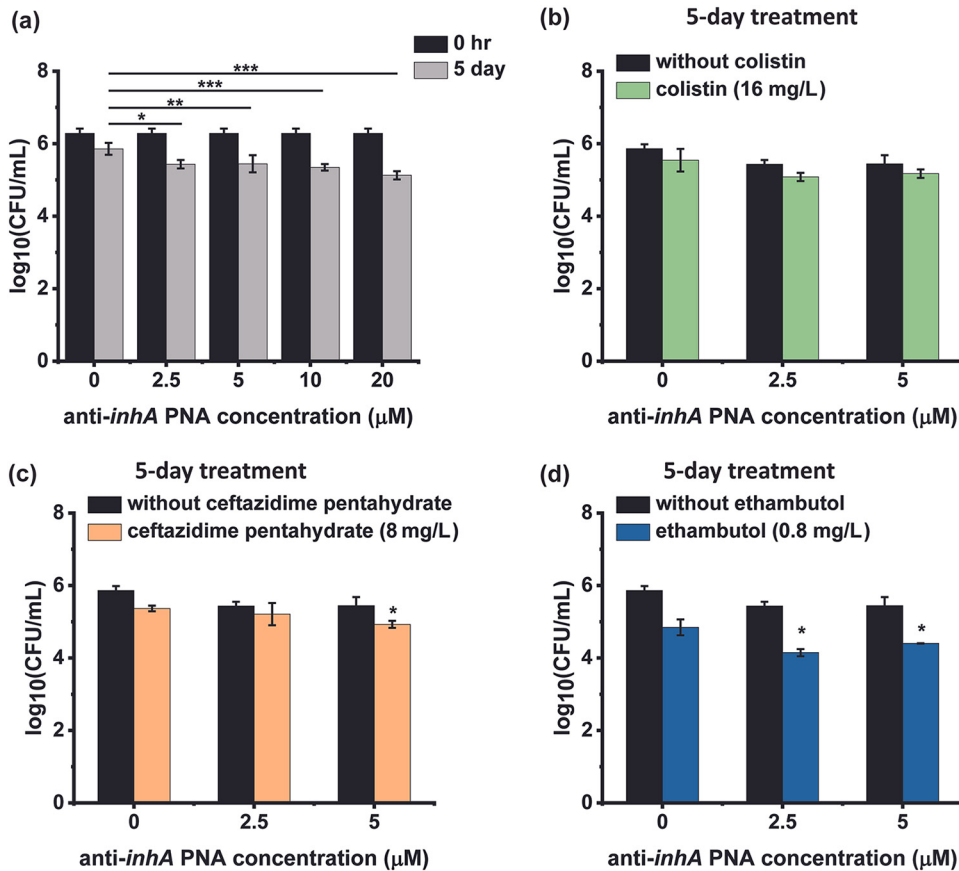 (a)
0 hr
5 day
***
***
**
*
8
6
4
2
0
log10(CFU/mL)
0 2.5 5 10 20
anti-inhA PNA concentration (μM)
(b)
5-day treatment
without colistin
colistin (16 mg/L)
8
6
4
2
0
log10(CFU/mL)
0 2.5 5
anti-inhA PNA concentration (μM)
(c)
5-day treatment
without ceftazidime pentahydrate
ceftazidime pentahydrate (8 mg/L)
8
6
4
2
0
log10(CFU/mL)
*
0 2.5 5
anti-inhA PNA concentration (μM)
(d)
5-day treatment
without ethambutol
ethambutol (0.8 mg/L)
8
6
4
2
0
log10(CFU/mL)
* *
0 2.5 5
anti-inhA PNA concentration (μM)